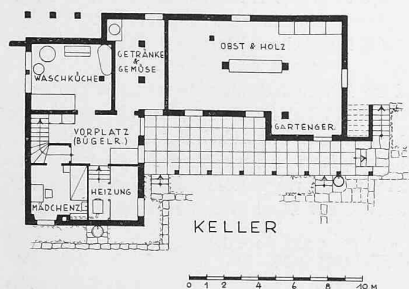 GETRÄNKE
&
GEMÜSE
OBST & HOLZ
WASCHKÜCHE
VORPLATZ
(BÜGELR.)
GARTENGER.
MÄDCHENZ.
HEIZUNG
KELLER
0 1 2 4 6 8 10 M